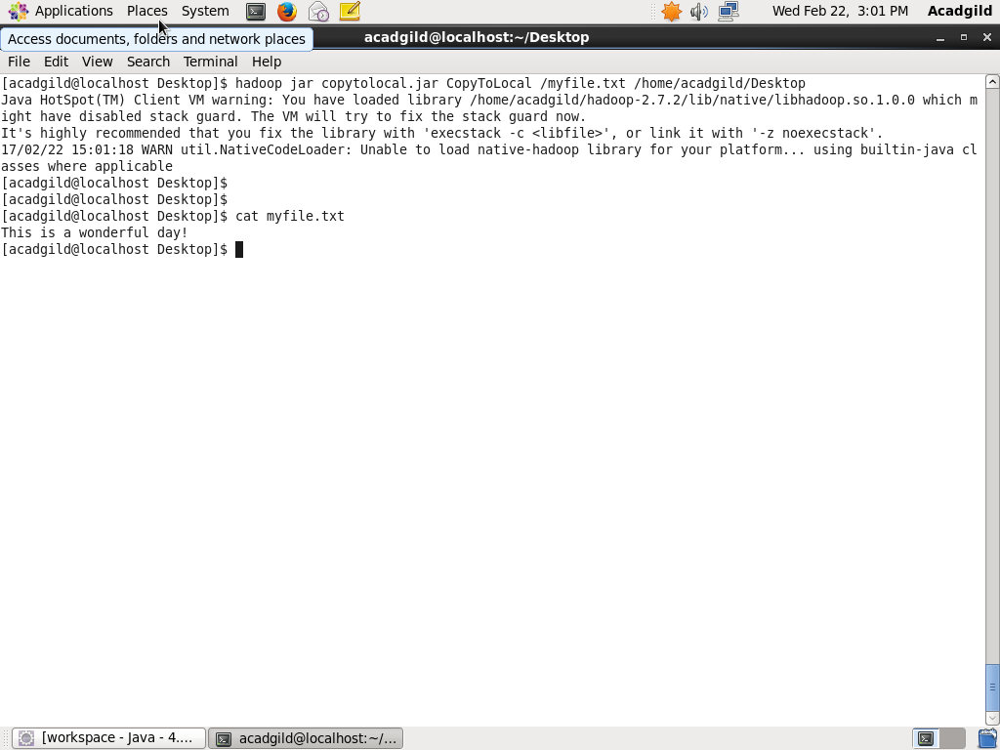 Applications Places System Wed Feb 22, 3:01 PM Acadgild
Access documents, folders and network places
acadgild@localhost:~/Desktop
File Edit View Search Terminal Help
[acadgild@localhost Desktop]$ hadoop jar copytolocal.jar CopyToLocal /myfile.txt /home/acadgild/Desktop
Java HotSpot(TM) Client VM warning: You have loaded library /home/acadgild/hadoop-2.7.2/lib/native/libhadoop.so.1.0.0 which m
ight have disabled stack guard. The VM will try to fix the stack guard now.
It's highly recommended that you fix the library with 'execstack -c <libfile>', or link it with '-z noexecstack'.
17/02/22 15:01:18 WARN util.NativeCodeLoader: Unable to load native-hadoop library for your platform... using builtin-java cl
asses where applicable
[acadgild@localhost Desktop]$
[acadgild@localhost Desktop]$
[acadgild@localhost Desktop]$ cat myfile.txt
This is a wonderful day!
[acadgild@localhost Desktop]$
[workspace - Java - 4.... acadgild@localhost:~/...